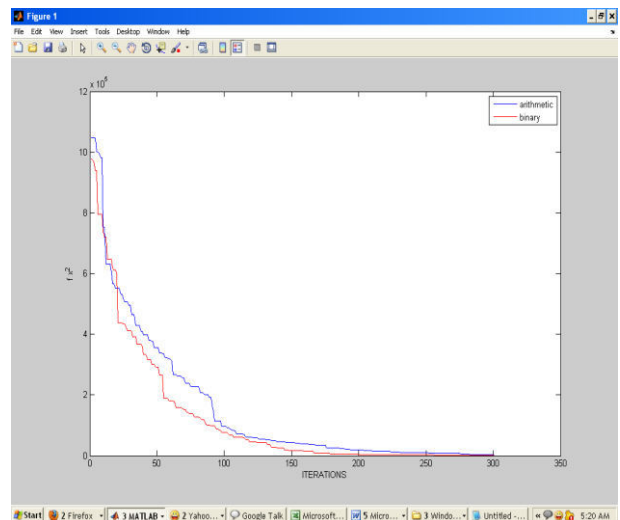 Figure 1
File Edit View Insert Tools Desktop Window Help
12 x 10^5
arithmetic
binary
10
8
6
4
2
0
f x^2
0 50 100 150 200 250 300 350
ITERATIONS
Start 2 Firefox 3 MATLAB 2 Yahoo... Google Talk Microsoft... 5 Micro... 3 Windo... Untitled - ... 5:20 AM